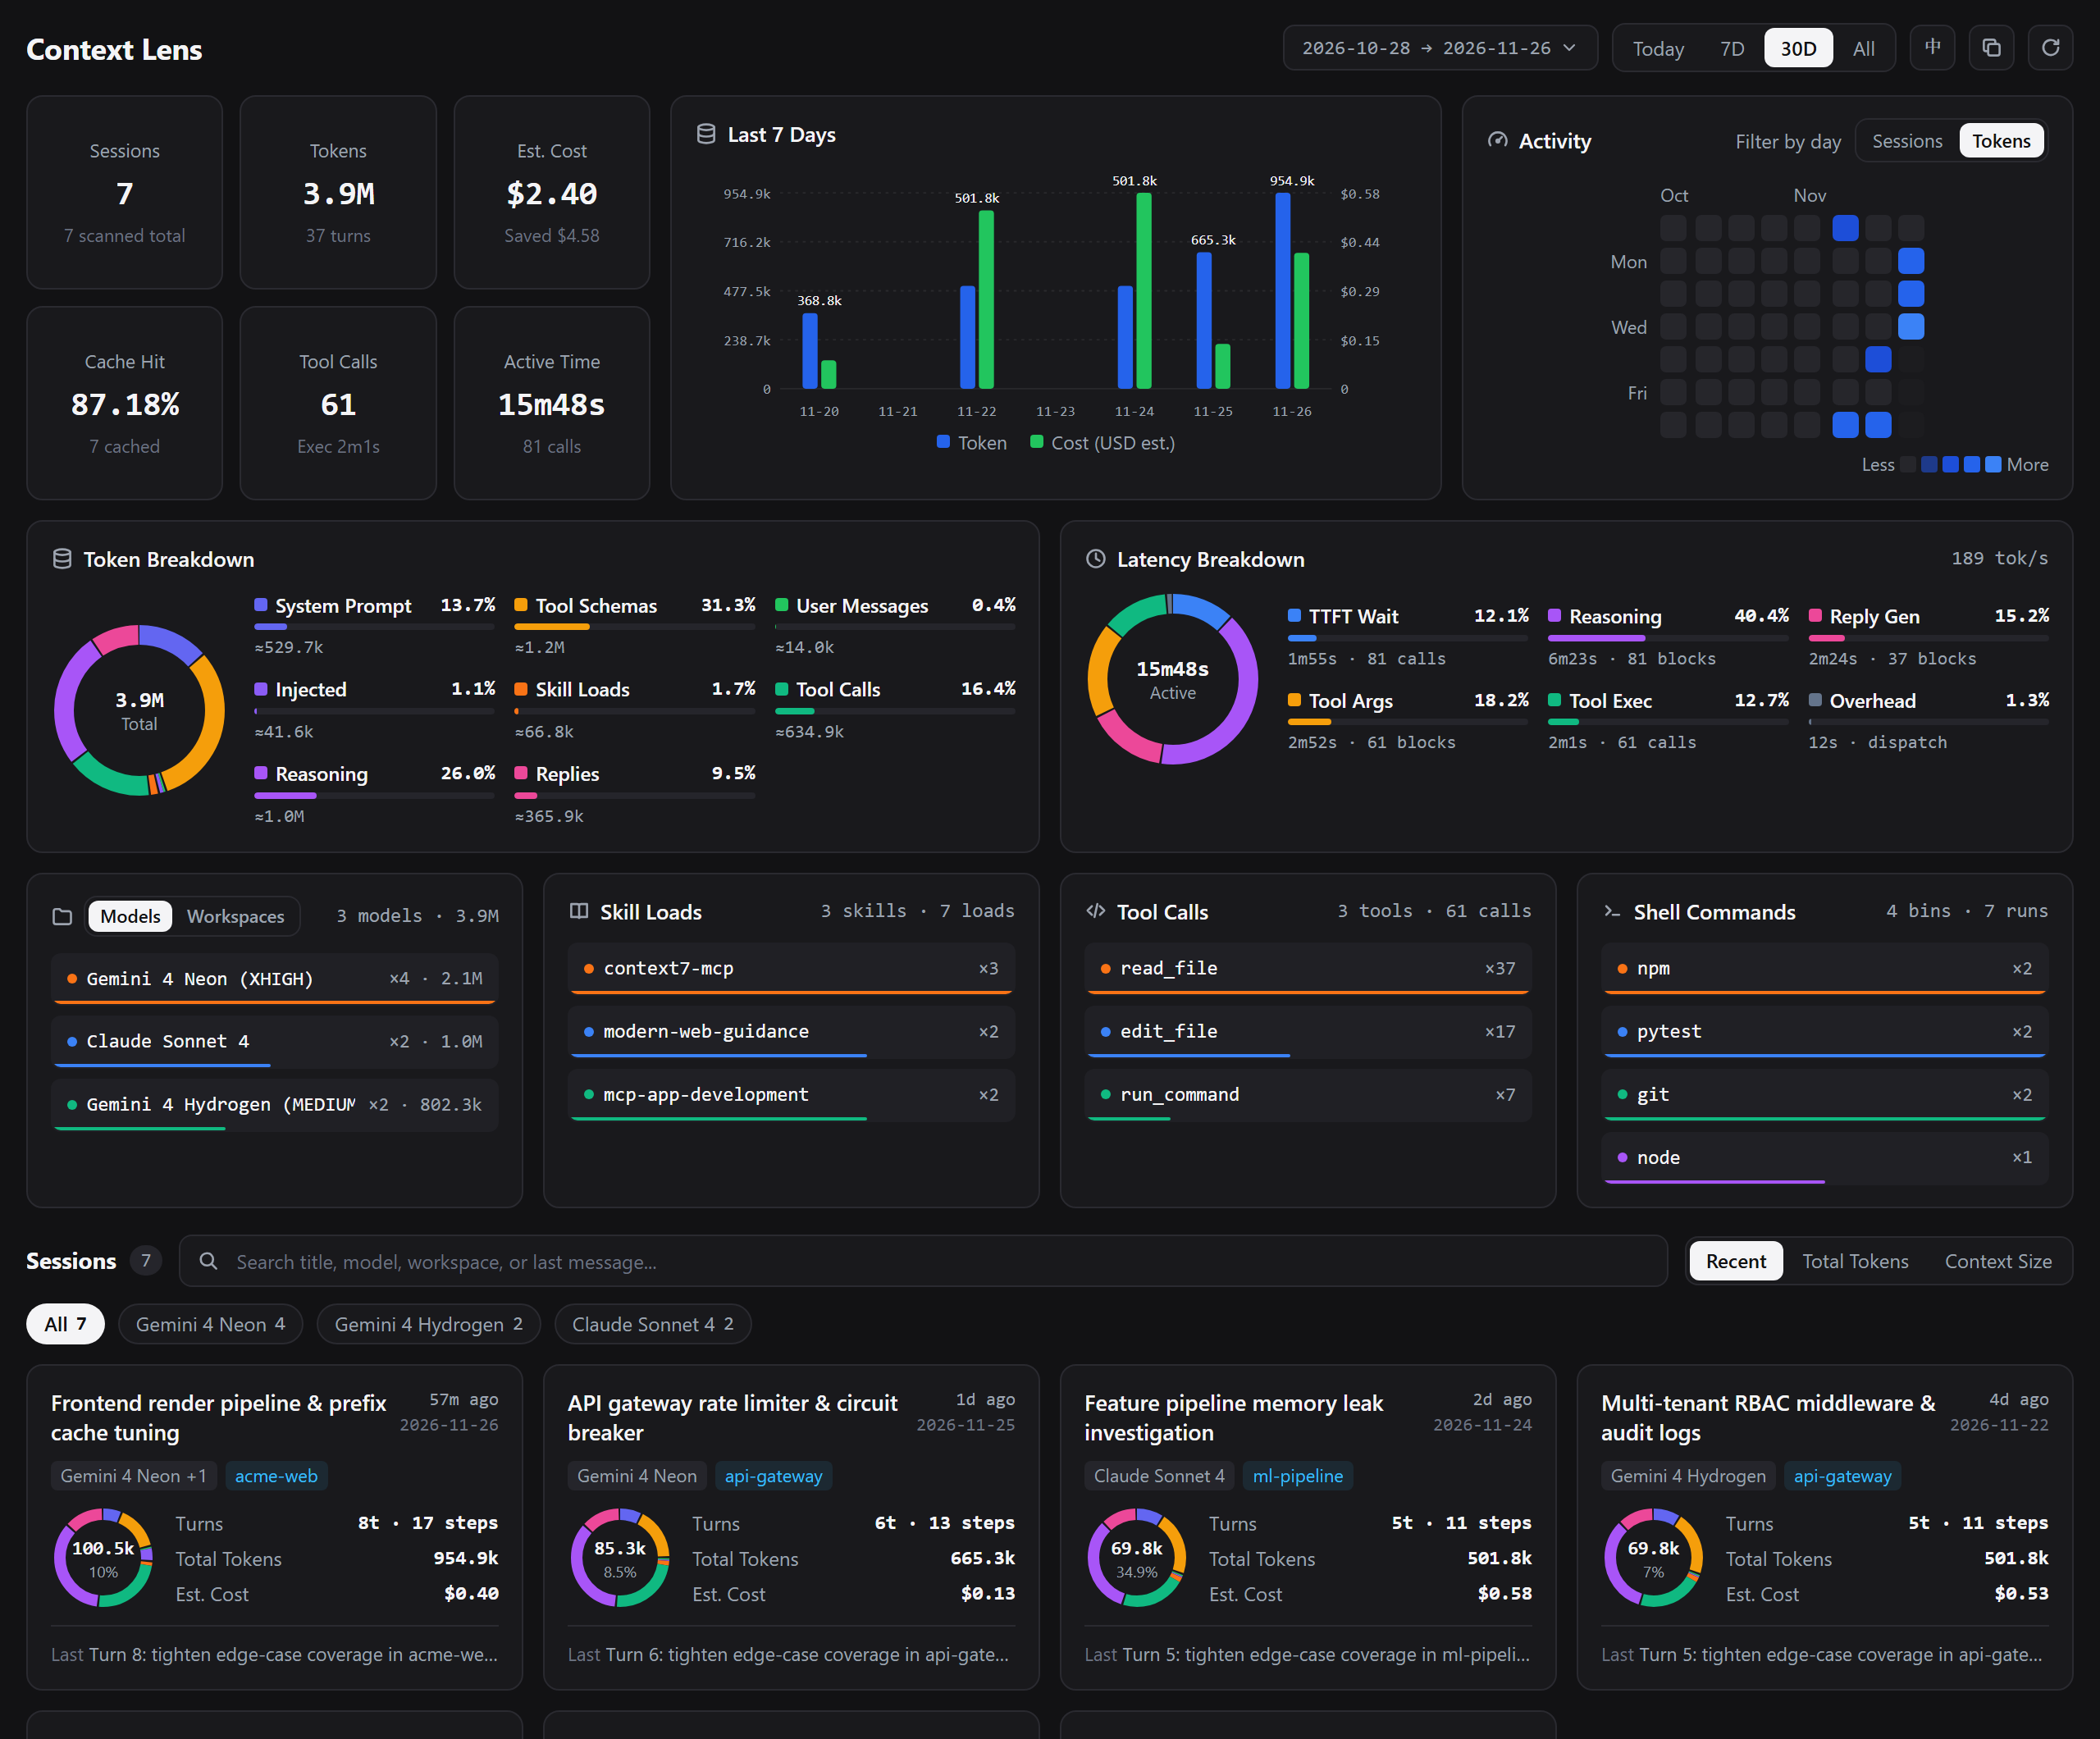 Context Lens
2026-10-28 → 2026-11-26
Today 7D 30D All 中
Sessions
7
7 scanned total
Tokens
3.9M
37 turns
Est. Cost
$2.40
Saved $4.58
Cache Hit
87.18%
7 cached
Tool Calls
61
Exec 2m1s
Active Time
15m48s
81 calls
Last 7 Days
954.9k
716.2k
477.5k
238.7k
0
368.8k
501.8k
501.8k
665.3k
954.9k
$0.58
$0.44
$0.29
$0.15
0
11-20 11-21 11-22 11-23 11-24 11-25 11-26
Token Cost (USD est.)
Activity
Filter by day Sessions Tokens
Oct Nov
Mon
Wed
Fri
Less More
Token Breakdown
3.9M
Total
System Prompt 13.7%
≈529.7k
Tool Schemas 31.3%
≈1.2M
User Messages 0.4%
≈14.0k
Injected 1.1%
≈41.6k
Skill Loads 1.7%
≈66.8k
Tool Calls 16.4%
≈634.9k
Reasoning 26.0%
≈1.0M
Replies 9.5%
≈365.9k
Latency Breakdown 189 tok/s
15m48s
Active
TTFT Wait 12.1%
1m55s · 81 calls
Reasoning 40.4%
6m23s · 81 blocks
Reply Gen 15.2%
2m24s · 37 blocks
Tool Args 18.2%
2m52s · 61 blocks
Tool Exec 12.7%
2m1s · 61 calls
Overhead 1.3%
12s · dispatch
Models Workspaces 3 models · 3.9M
Gemini 4 Neon (XHIGH) ×4 · 2.1M
Claude Sonnet 4 ×2 · 1.0M
Gemini 4 Hydrogen (MEDIUM ×2 · 802.3k
Skill Loads 3 skills · 7 loads
context7-mcp ×3
modern-web-guidance ×2
mcp-app-development ×2
Tool Calls 3 tools · 61 calls
read_file ×37
edit_file ×17
run_command ×7
Shell Commands 4 bins · 7 runs
npm ×2
pytest ×2
git ×2
node ×1
Sessions 7
Search title, model, workspace, or last message...
Recent Total Tokens Context Size
All 7 Gemini 4 Neon 4 Gemini 4 Hydrogen 2 Claude Sonnet 4 2
Frontend render pipeline & prefix
cache tuning
57m ago
2026-11-26
Gemini 4 Neon +1 acme-web
100.5k
10%
Turns 8t · 17 steps
Total Tokens 954.9k
Est. Cost $0.40
Last Turn 8: tighten edge-case coverage in acme-we...
API gateway rate limiter & circuit
breaker
1d ago
2026-11-25
Gemini 4 Neon api-gateway
85.3k
8.5%
Turns 6t · 13 steps
Total Tokens 665.3k
Est. Cost $0.13
Last Turn 6: tighten edge-case coverage in api-gate...
Feature pipeline memory leak
investigation
2d ago
2026-11-24
Claude Sonnet 4 ml-pipeline
69.8k
34.9%
Turns 5t · 11 steps
Total Tokens 501.8k
Est. Cost $0.58
Last Turn 5: tighten edge-case coverage in ml-pipeli...
Multi-tenant RBAC middleware &
audit logs
4d ago
2026-11-22
Gemini 4 Hydrogen api-gateway
69.8k
7%
Turns 5t · 11 steps
Total Tokens 501.8k
Est. Cost $0.53
Last Turn 5: tighten edge-case coverage in api-gate...